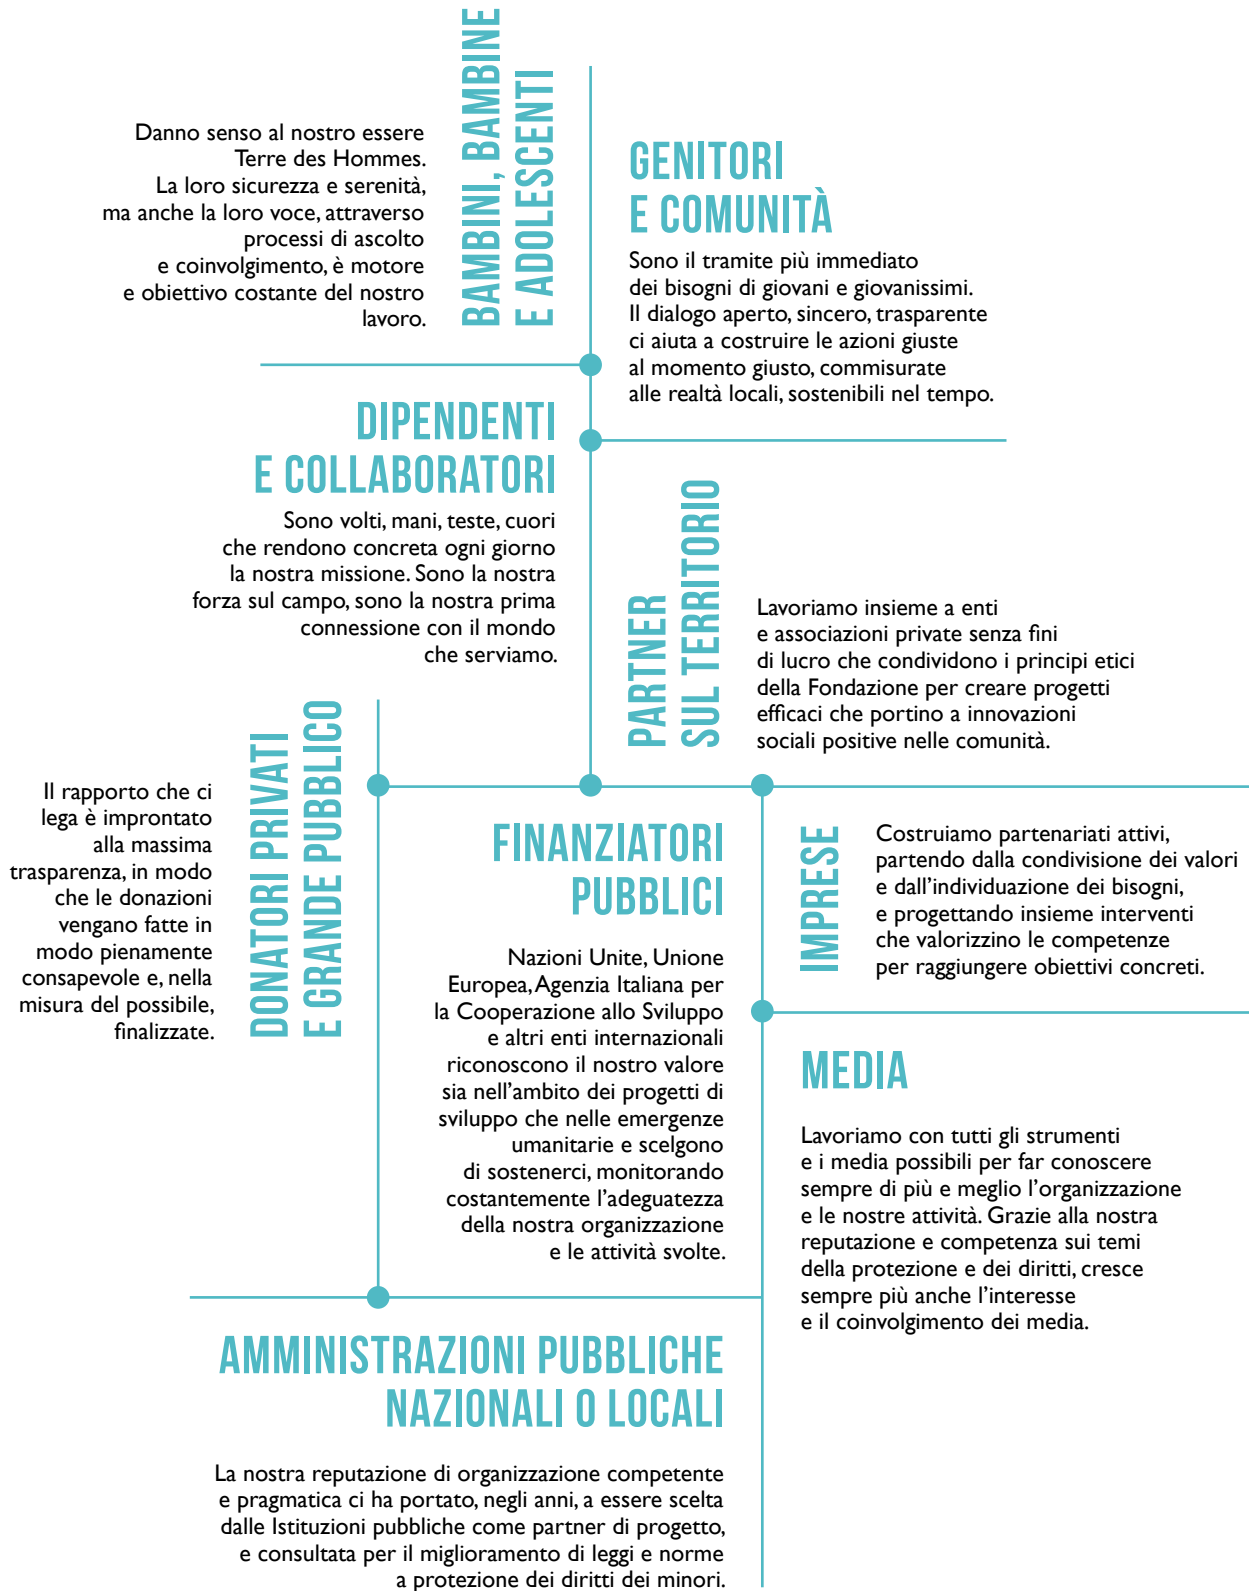 BAMBINI, BAMBINE
E ADOLESCENTI
Danno senso al nostro essere
Terre des Hommes.
La loro sicurezza e serenità,
ma anche la loro voce, attraverso
processi di ascolto
e coinvolgimento, è motore
e obiettivo costante del nostro
lavoro.
GENITORI
E COMUNITÀ
Sono il tramite più immediato
dei bisogni di giovani e giovanissimi.
Il dialogo aperto, sincero, trasparente
ci aiuta a costruire le azioni giuste
al momento giusto, commisurate
alle realtà locali, sostenibili nel tempo.
DIPENDENTI
E COLLABORATORI
Sono volti, mani, teste, cuori
che rendono concreta ogni giorno
la nostra missione. Sono la nostra
forza sul campo, sono la nostra prima
connessione con il mondo
che serviamo.
PARTNER
SUL TERRITORIO
Lavoriamo insieme a enti
e associazioni private senza fini
di lucro che condividono i principi etici
della Fondazione per creare progetti
efficaci che portino a innovazioni
sociali positive nelle comunità.
DONATORI PRIVATI
E GRANDE PUBBLICO
Il rapporto che ci
lega è improntato
alla massima
trasparenza, in modo
che le donazioni
vengano fatte in
modo pienamente
consapevole e, nella
misura del possibile,
finalizzate.
FINANZIATORI
PUBBLICI
Nazioni Unite, Unione
Europea, Agenzia Italiana per
la Cooperazione allo Sviluppo
e altri enti internazionali
riconoscono il nostro valore
sia nell'ambito dei progetti di
sviluppo che nelle emergenze
umanitarie e scelgono
di sostenerci, monitorando
costantemente l'adeguatezza
della nostra organizzazione
e le attività svolte.
IMPRESE
Costruiamo partenariati attivi,
partendo dalla condivisione dei valori
e dall'individuazione dei bisogni,
e progettando insieme interventi
che valorizzino le competenze
per raggiungere obiettivi concreti.
MEDIA
Lavoriamo con tutti gli strumenti
e i media possibili per far conoscere
sempre di più e meglio l'organizzazione
e le nostre attività. Grazie alla nostra
reputazione e competenza sui temi
della protezione e dei diritti, cresce
sempre più anche l'interesse
e il coinvolgimento dei media.
AMMINISTRAZIONI PUBBLICHE
NAZIONALI O LOCALI
La nostra reputazione di organizzazione competente
e pragmatica ci ha portato, negli anni, a essere scelta
dalle Istituzioni pubbliche come partner di progetto,
e consultata per il miglioramento di leggi e norme
a protezione dei diritti dei minori.